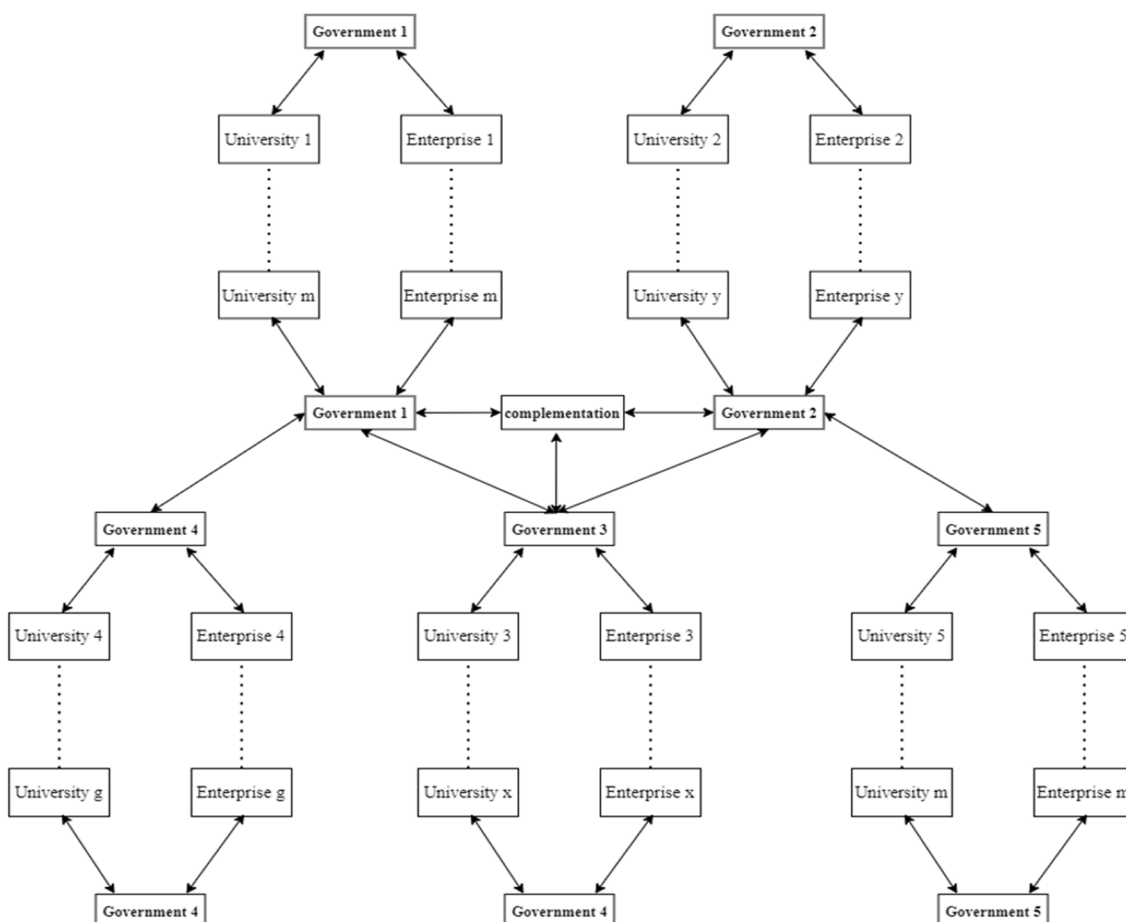 Government 1
Government 2
University 1
Enterprise 1
University 2
Enterprise 2
University m
Enterprise m
University y
Enterprise y
Government 1
complementation
Government 2
Government 4
Government 3
Government 5
University 4
Enterprise 4
University 3
Enterprise 3
University 5
Enterprise 5
University g
Enterprise g
University x
Enterprise x
University m
Enterprise m
Government 4
Government 4
Government 5